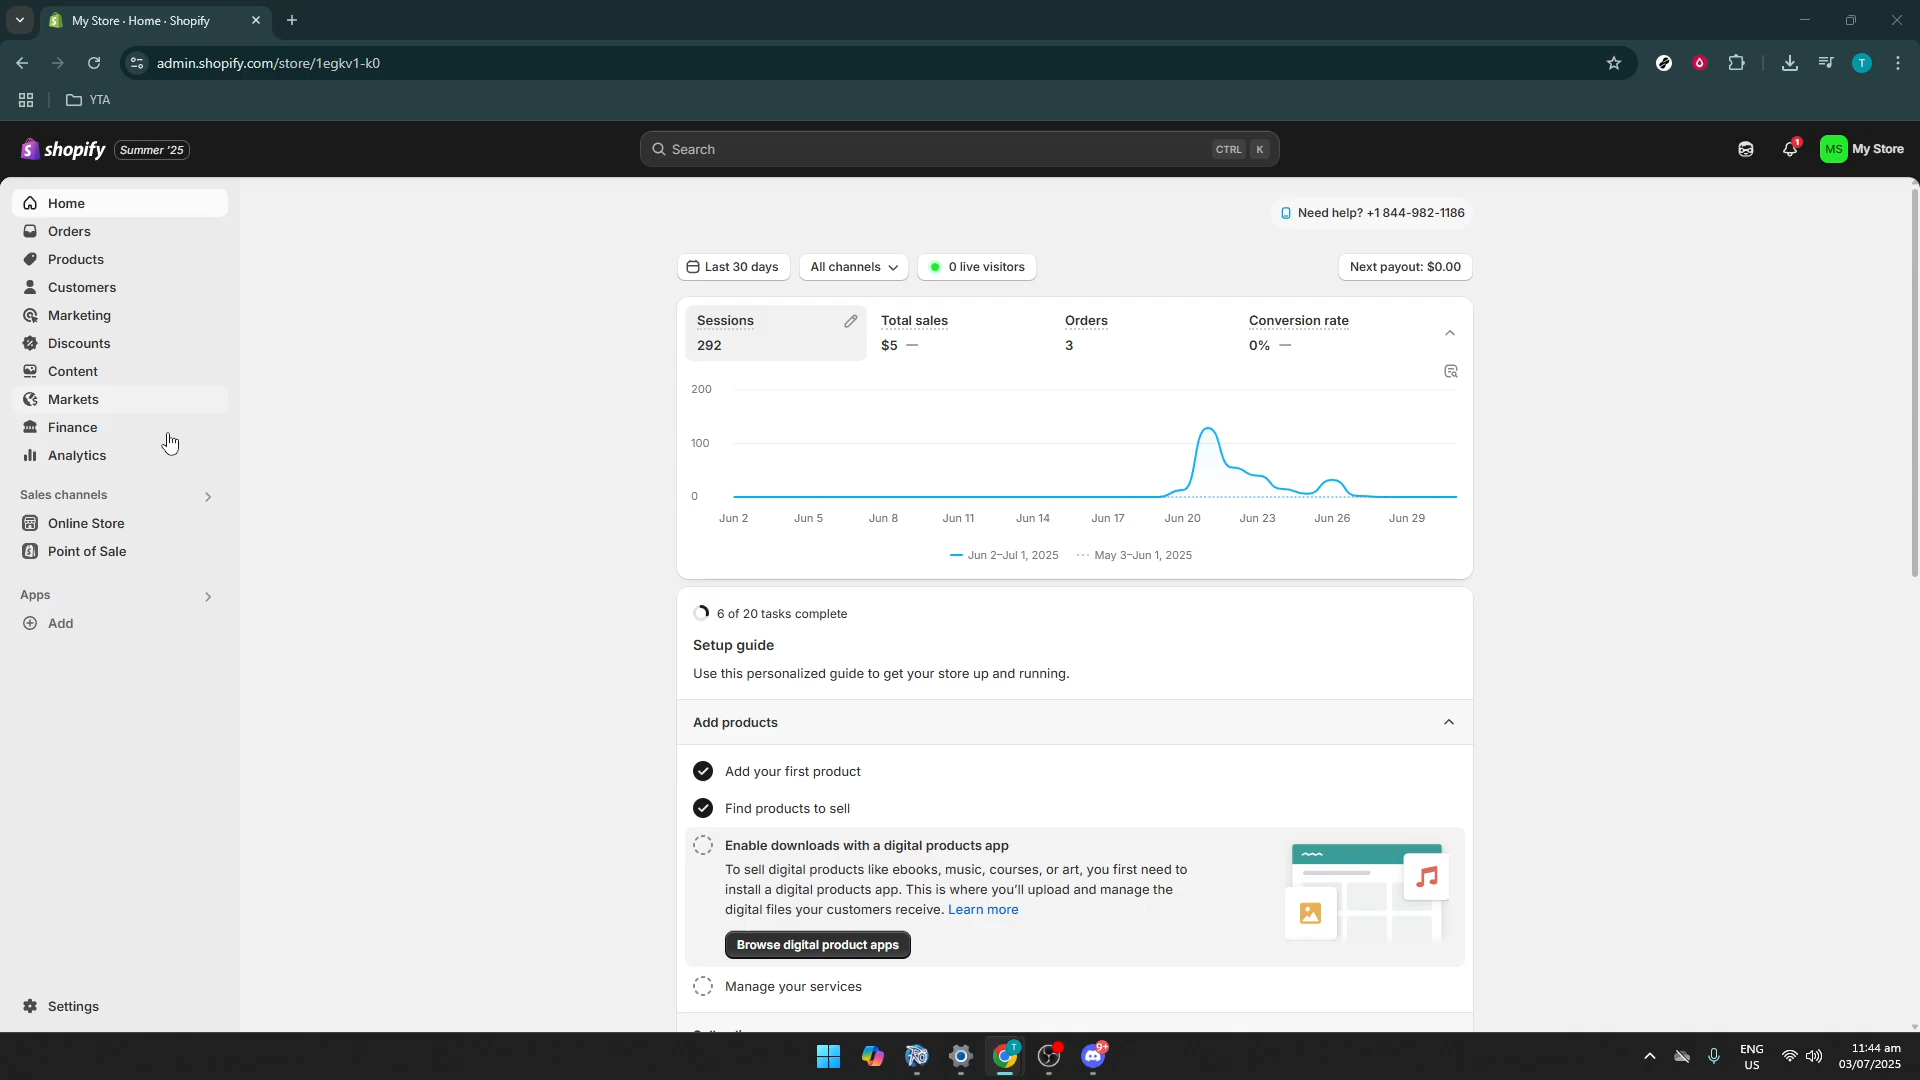 My Store · Home · Shopify
admin.shopify.com/store/1egkv1-k0
T
YTA
shopify
Summer '25
Search
CTRL K
1
MS
My Store
Home
Orders
Products
Customers
Marketing
Discounts
Content
Markets
Finance
Analytics
Sales channels
Online Store
Point of Sale
Apps
Add
Settings
Need help? +1 844-982-1186
Last 30 days
All channels
0 live visitors
Next payout: $0.00
Sessions
292
Total sales
$5 —
Orders
3
Conversion rate
0% —
200
100
0
Jun 2
Jun 5
Jun 8
Jun 11
Jun 14
Jun 17
Jun 20
Jun 23
Jun 26
Jun 29
Jun 2–Jul 1, 2025
May 3–Jun 1, 2025
6 of 20 tasks complete
Setup guide
Use this personalized guide to get your store up and running.
Add products
Add your first product
Find products to sell
Enable downloads with a digital products app
To sell digital products like ebooks, music, courses, or art, you first need to
install a digital products app. This is where you'll upload and manage the
digital files your customers receive. Learn more
Browse digital product apps
Manage your services
T
9+
ENG
US
11:44 am
03/07/2025